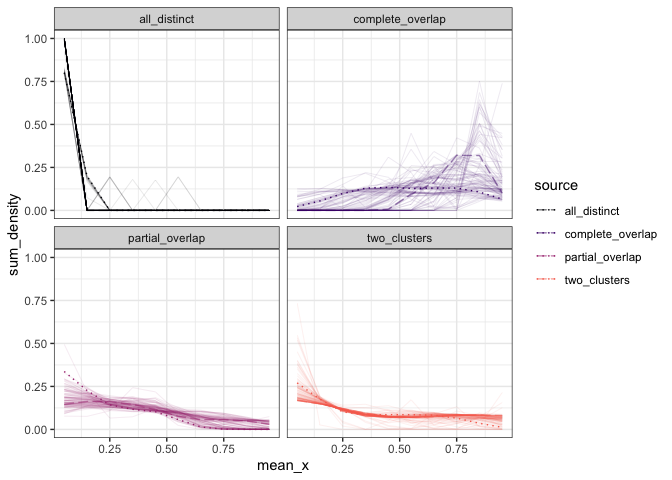 all_distinct
complete_overlap
1.00
0.75
0.50
0.25
0.00
partial_overlap
two_clusters
1.00
0.75
0.50
0.25
0.00
0.25
0.50
0.75
0.25
0.50
0.75
mean_x
sum_density
source
all_distinct
complete_overlap
partial_overlap
two_clusters